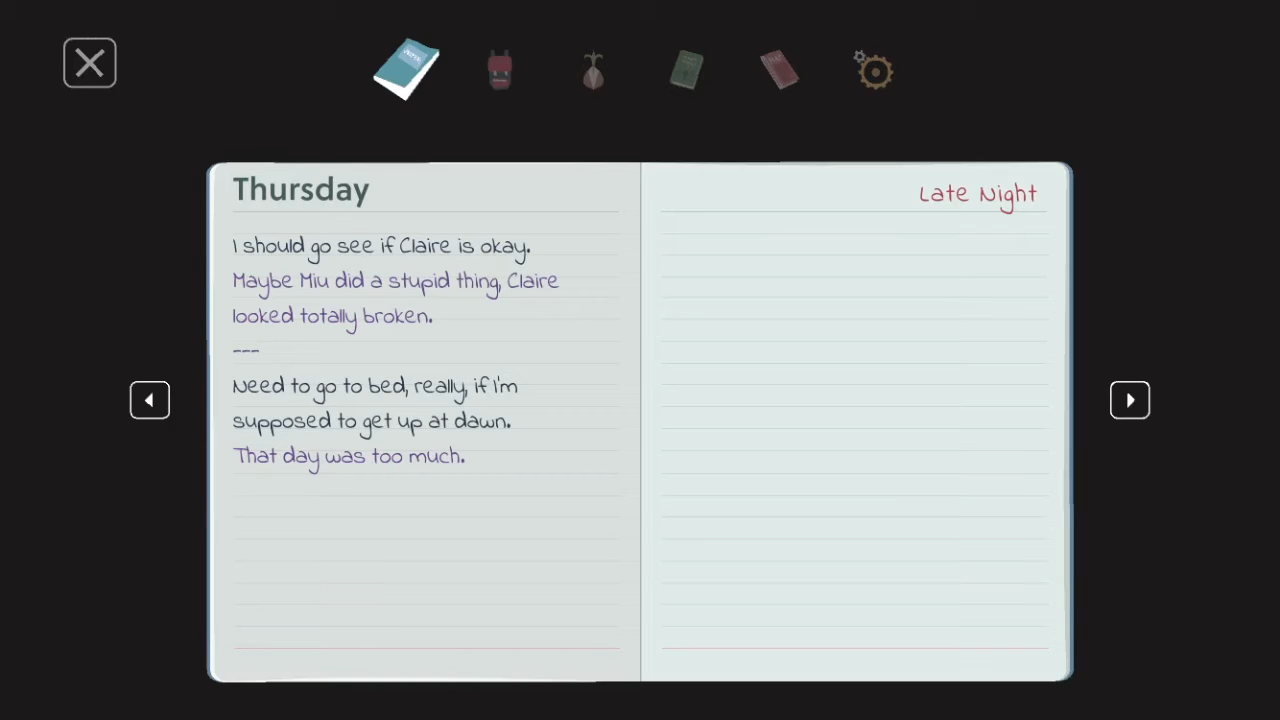 Thursday
Late Night
I should go see if Claire is okay.
Maybe Miu did a stupid thing, Claire
looked totally broken.
---
Need to go to bed, really, if I'm
supposed to get up at dawn.
That day was too much.